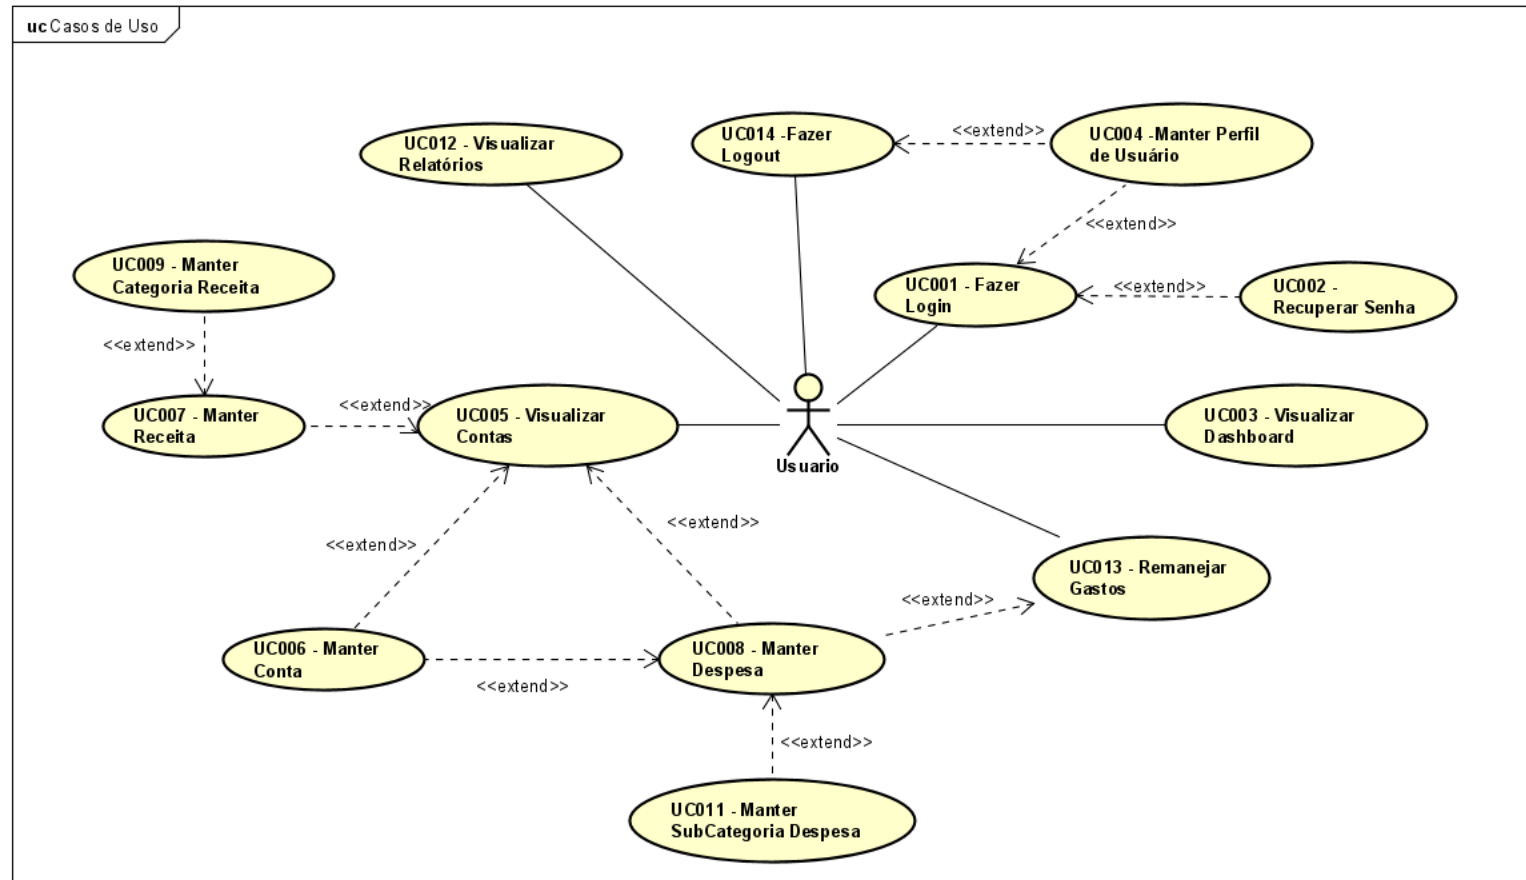 uc Casos de Uso
UC012 - Visualizar
Relatórios
UC014 -Fazer
Logout
<<extend>>
UC004 -Manter Perfil
de Usuário
<<extend>>
UC009 - Manter
Categoria Receita
UC001 - Fazer
Login
<<extend>>
UC002 -
Recuperar Senha
<<extend>>
UC007 - Manter
Receita
<<extend>>
UC005 - Visualizar
Contas
UC003 - Visualizar
Dashboard
Usuario
<<extend>>
<<extend>>
UC013 - Remanejar
Gastos
<<extend>>
UC006 - Manter
Conta
<<extend>>
UC008 - Manter
Despesa
<<extend>>
UC011 - Manter
SubCategoria Despesa